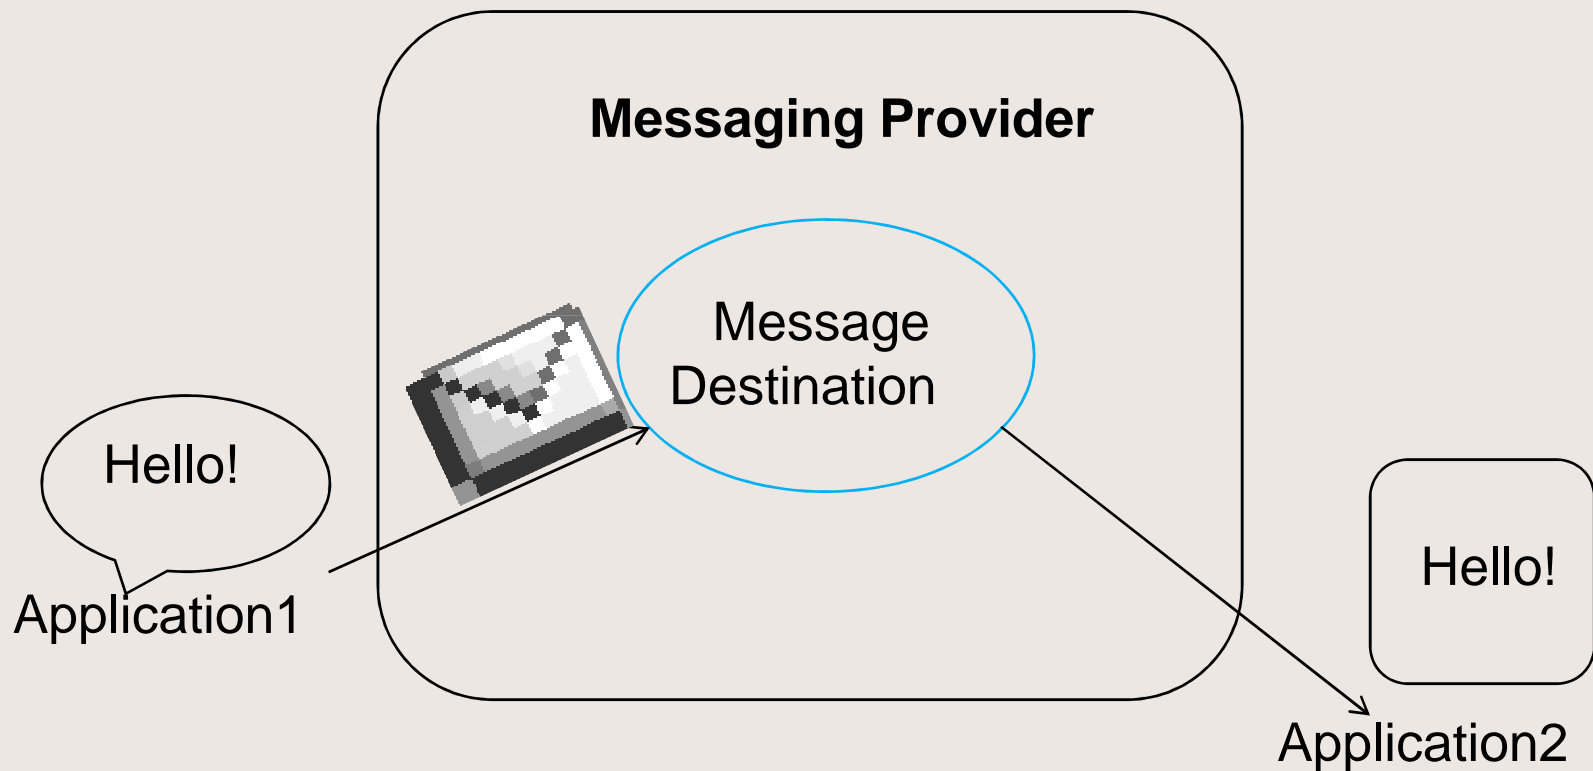 Messaging Provider
Message
Destination
Hello!
Application1
Hello!
Application2